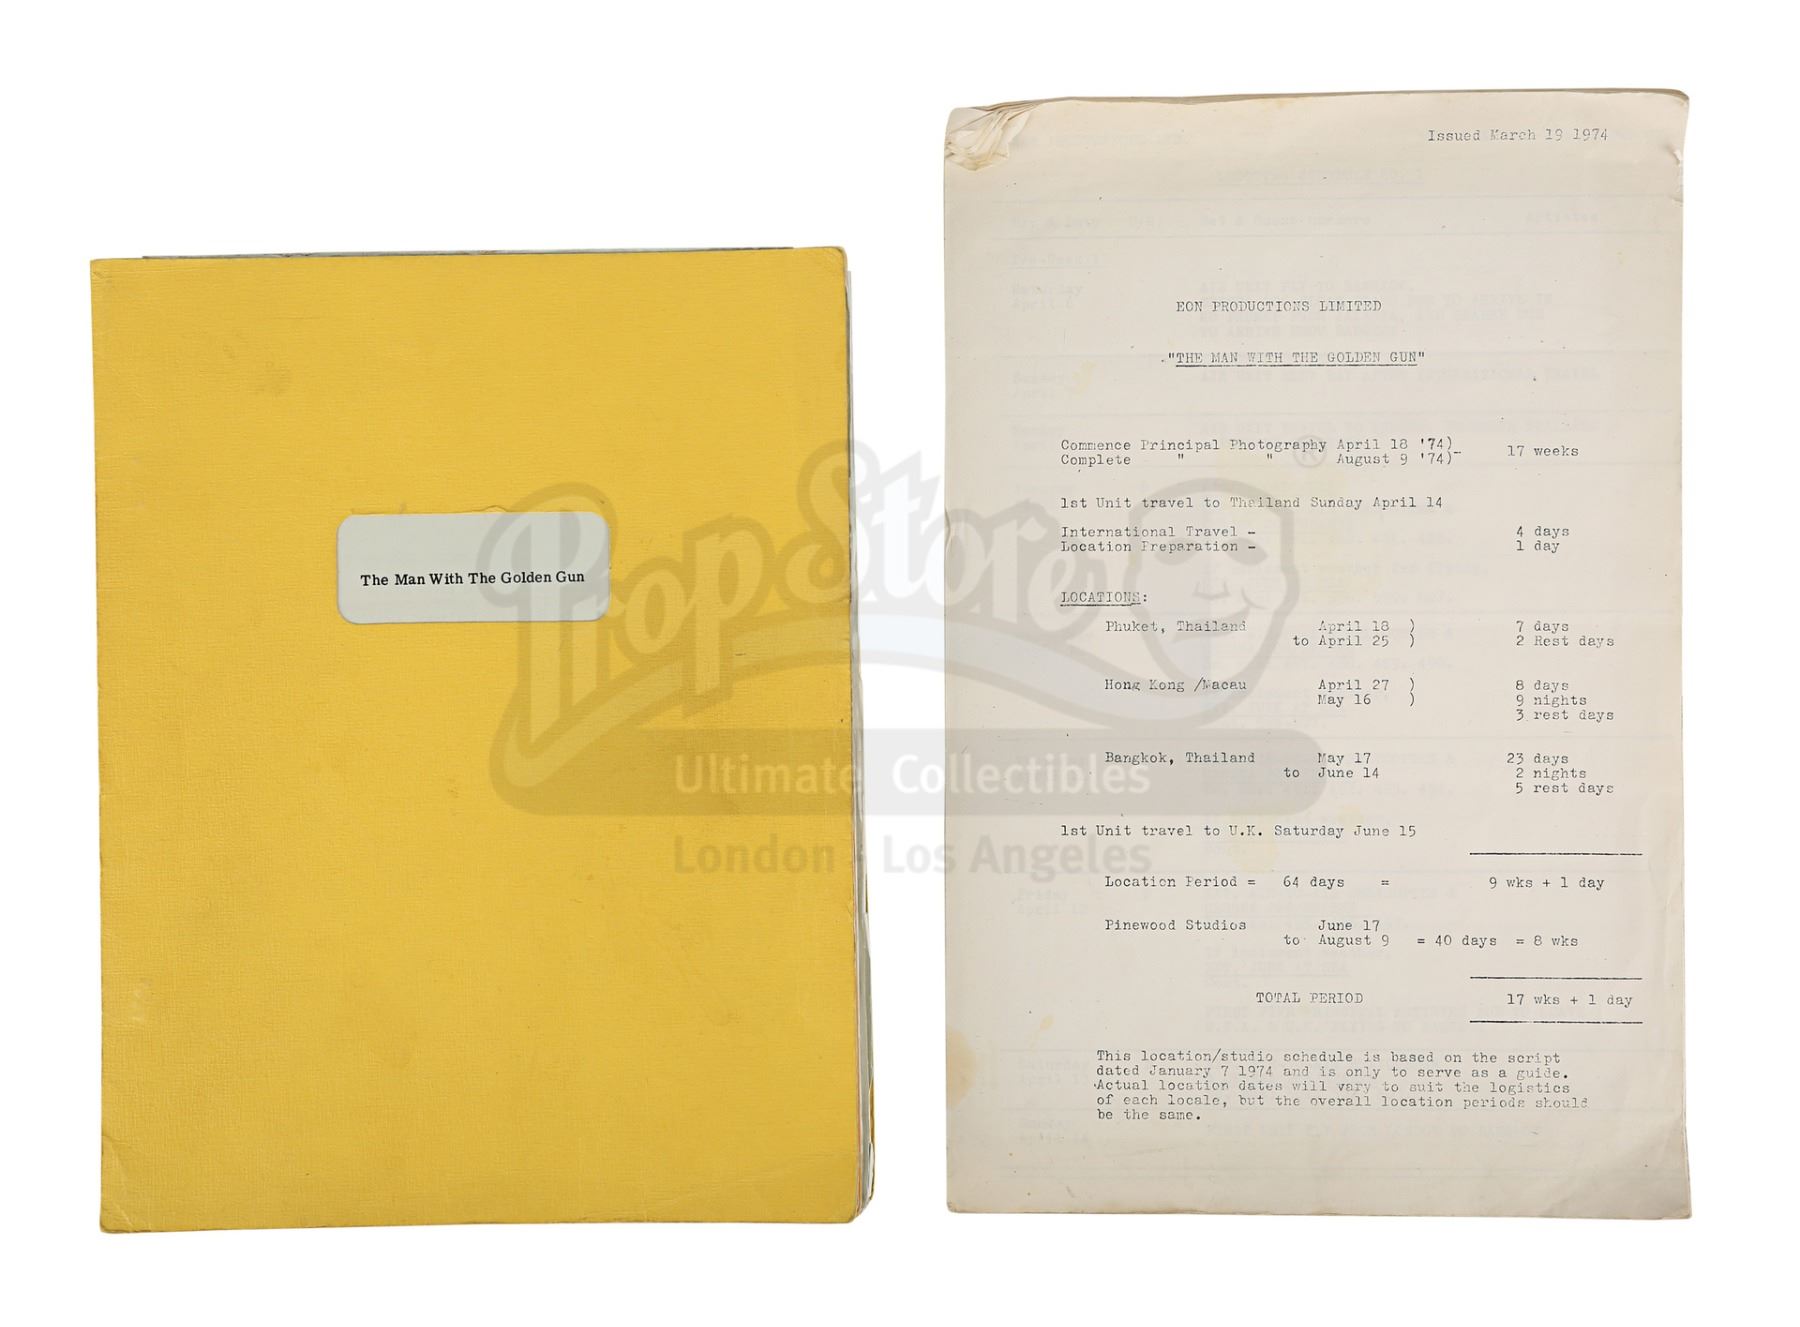 The Man With The Golden Gun
Issued March 19 1974
EON PRODUCTIONS LIMITED
"THE MAN WITH THE GOLDEN GUN"
Commence Principal Photography April 18 '74)
Complete " " August 9 '74)- 17 weeks
1st Unit travel to Thailand Sunday April 14
International Travel - 4 days
Location Preparation - 1 day
LOCATIONS:
Phuket, Thailand April 18 ) 7 days
to April 25 ) 2 Rest days
Hong Kong /Macau April 27 ) 8 days
May 16 ) 9 nights
3 rest days
Bangkok, Thailand May 17 23 days
to June 14 2 nights
5 rest days
1st Unit travel to U.K. Saturday June 15
Location Period = 64 days = 9 wks + 1 day
Pinewood Studios June 17
to August 9 = 40 days = 8 wks
TOTAL PERIOD 17 wks + 1 day
This location/studio schedule is based on the script
dated January 7 1974 and is only to serve as a guide.
Actual location dates will vary to suit the logistics
of each locale, but the overall location periods should
be the same.
PropStore ®
Ultimate Collectibles
London - Los Angeles